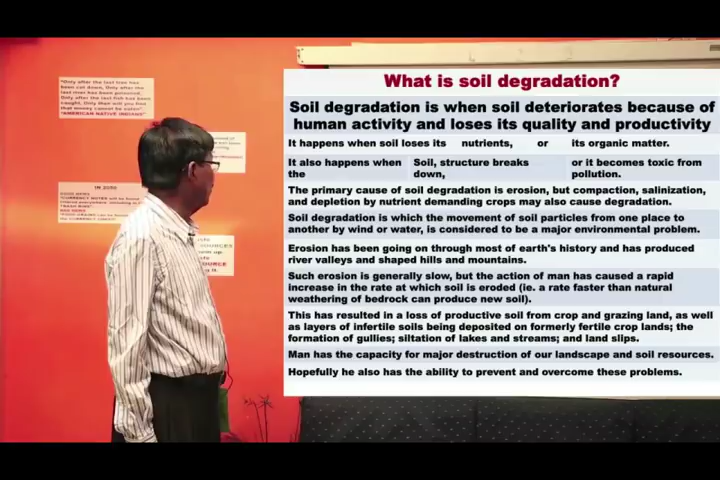 What is soil degradation?
Soil degradation is when soil deteriorates because of
human activity and loses its quality and productivity
It happens when soil loses its nutrients, or its organic matter.
It also happens when the
Soil, structure breaks down,
or it becomes toxic from pollution.
The primary cause of soil degradation is erosion, but compaction, salinization,
and depletion by nutrient demanding crops may also cause degradation.
Soil degradation is which the movement of soil particles from one place to
another by wind or water, is considered to be a major environmental problem.
Erosion has been going on through most of earth's history and has produced
river valleys and shaped hills and mountains.
Such erosion is generally slow, but the action of man has caused a rapid
increase in the rate at which soil is eroded (ie. a rate faster than natural
weathering of bedrock can produce new soil).
This has resulted in a loss of productive soil from crop and grazing land, as well
as layers of infertile soils being deposited on formerly fertile crop lands; the
formation of gullies; siltation of lakes and streams; and land slips.
Man has the capacity for major destruction of our landscape and soil resources.
Hopefully he also has the ability to prevent and overcome these problems.
"Only after the last tree has
been cut down, Only after the
last river has been poisoned,
Only after the last fish has been
caught, Only then will you find
that money cannot be eaten"
"AMERICAN NATIVE INDIANS"
IN 2050